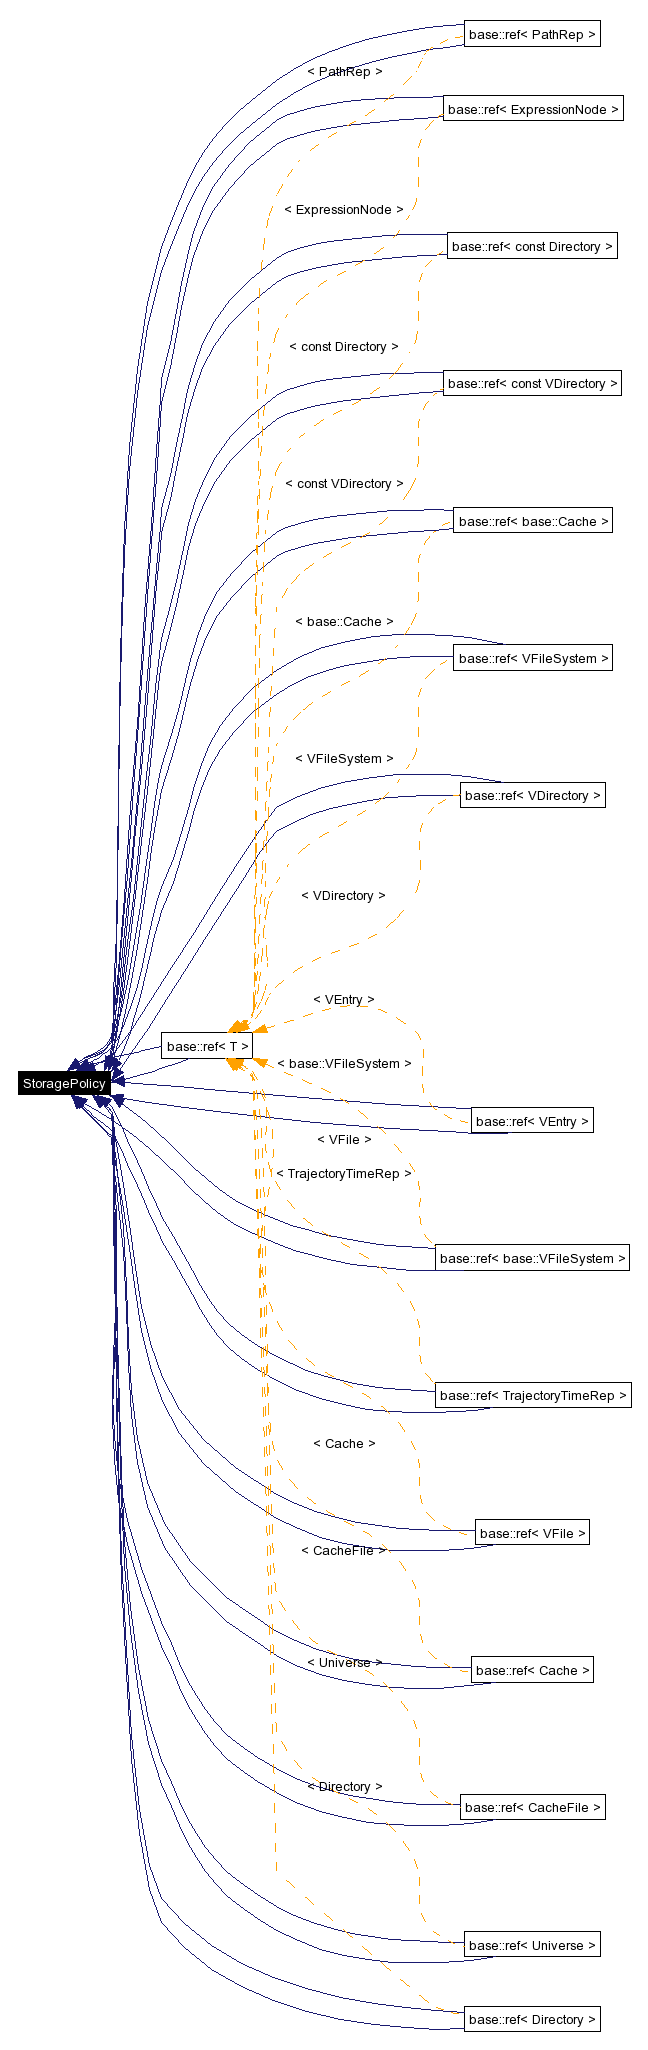 base::ref< PathRep >
< PathRep >
base::ref< ExpressionNode >
< ExpressionNode >
base::ref< const Directory >
< const Directory >
base::ref< const VDirectory >
< const VDirectory >
base::ref< base::Cache >
< base::Cache >
base::ref< VFileSystem >
< VFileSystem >
base::ref< VDirectory >
< VDirectory >
< VEntry >
base::ref< T >
< base::VFileSystem >
StoragePolicy
base::ref< VEntry >
< VFile >
< TrajectoryTimeRep >
base::ref< base::VFileSystem >
base::ref< TrajectoryTimeRep >
< Cache >
base::ref< VFile >
< CacheFile >
< Universe >
base::ref< Cache >
< Directory >
base::ref< CacheFile >
base::ref< Universe >
base::ref< Directory >